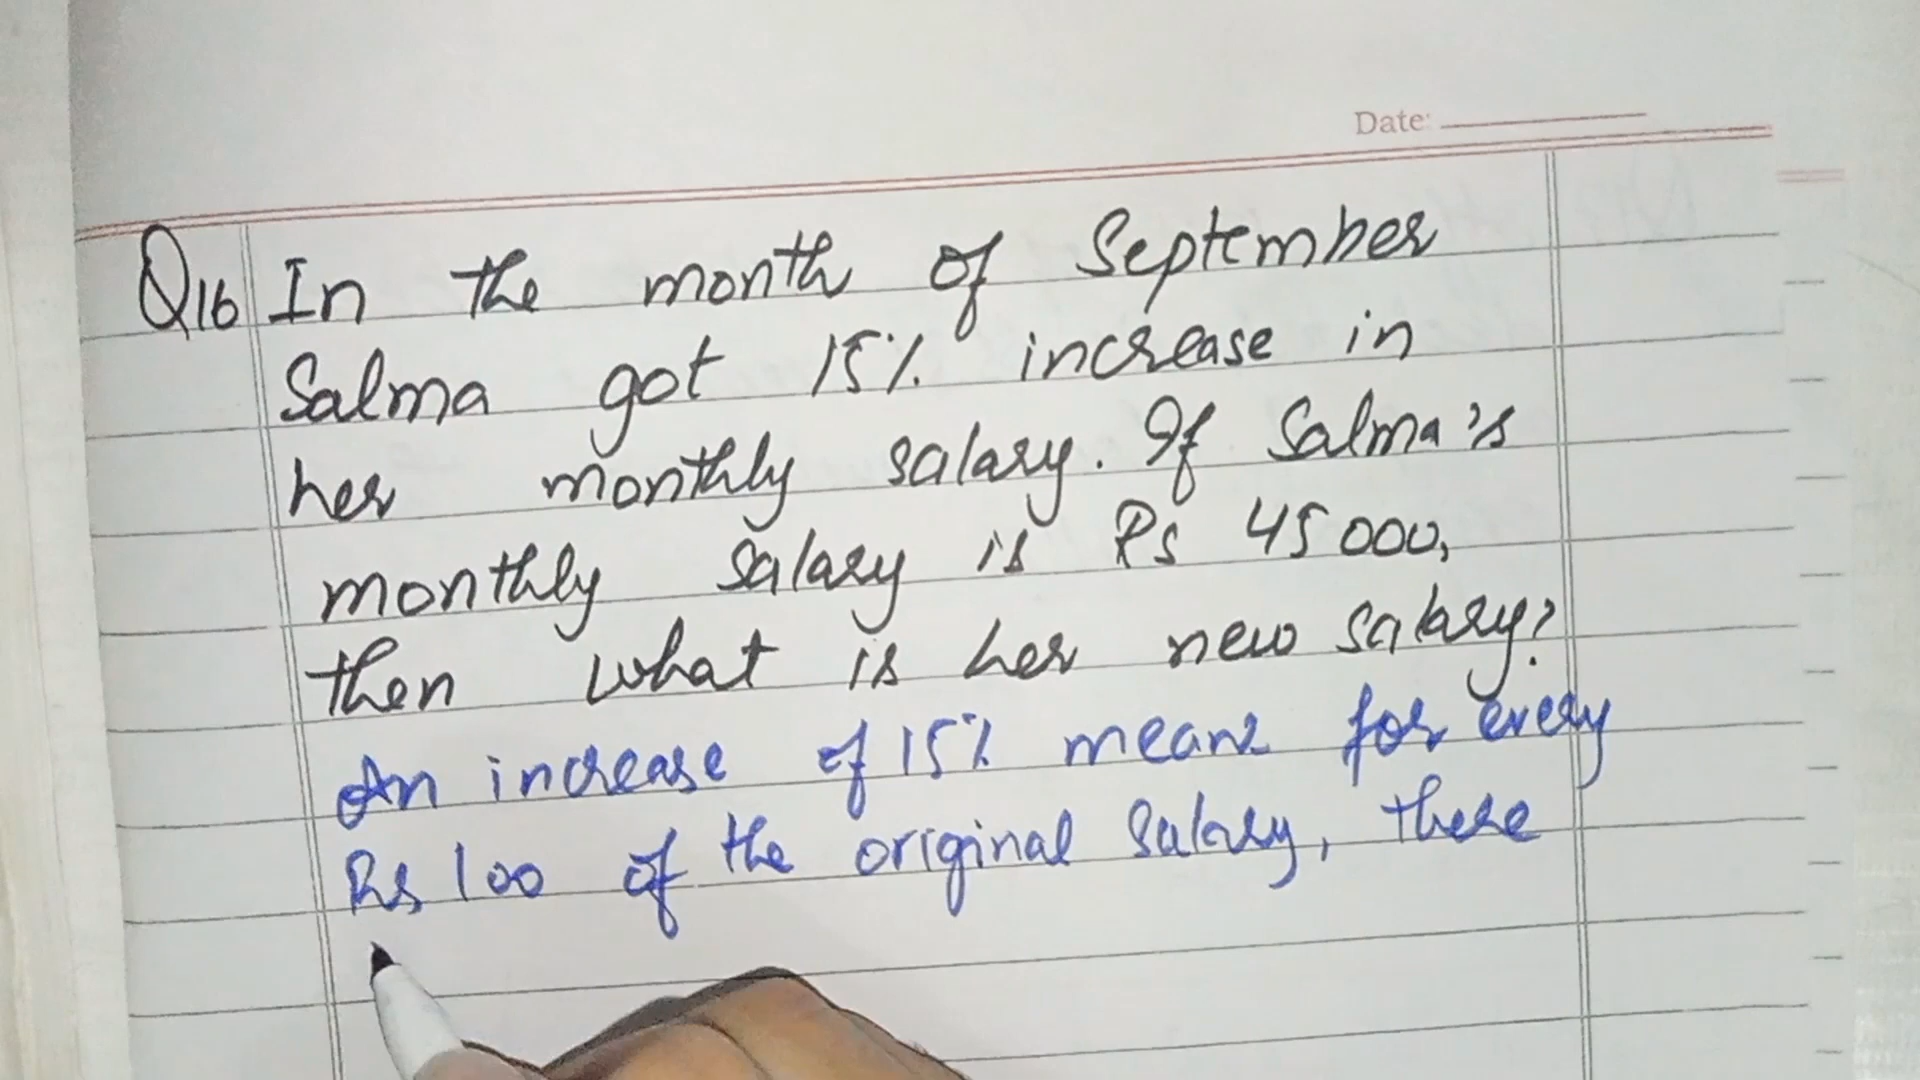 Date:
Q16 In the month of September
Salma got 15% increase in
her monthly salary. If Salma's
monthly salary is Rs 45000,
then what is her new salary?
An increase of 15% means for every
Rs 100 of the original salary, there